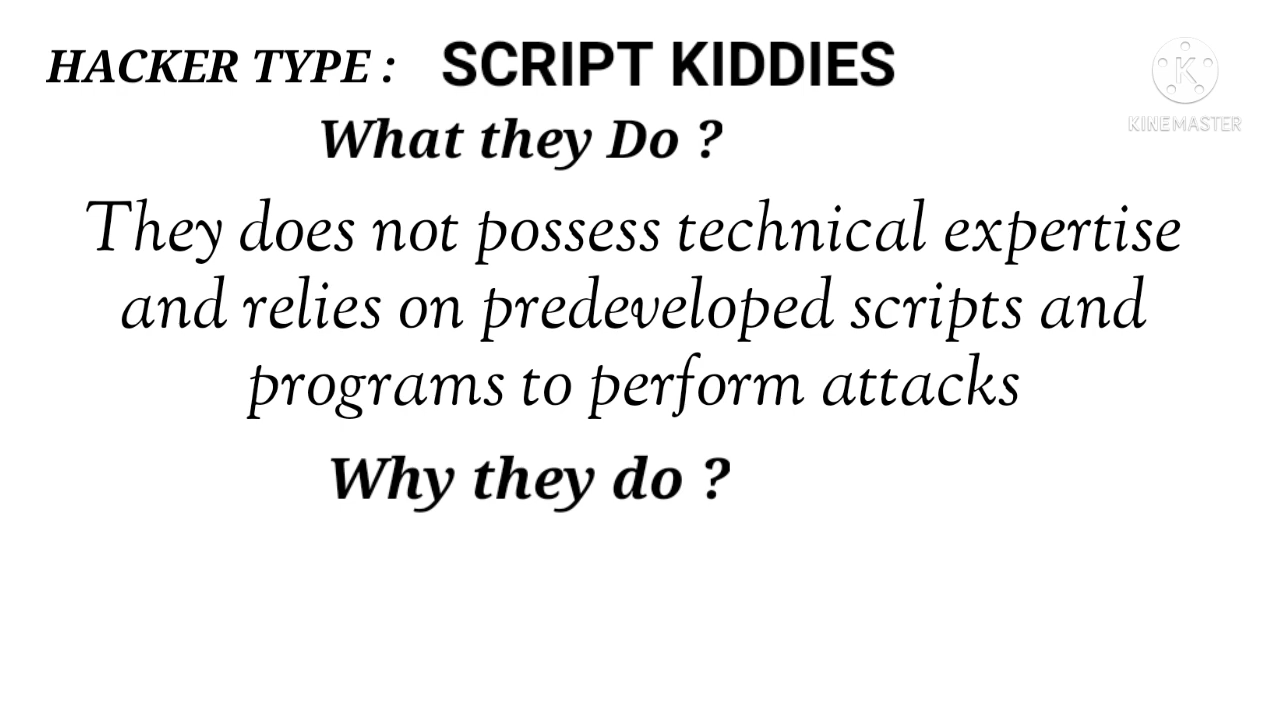 HACKER TYPE : SCRIPT KIDDIES
KINEMASTER
What they Do ?
They does not possess technical expertise
and relies on predeveloped scripts and
programs to perform attacks
Why they do ?